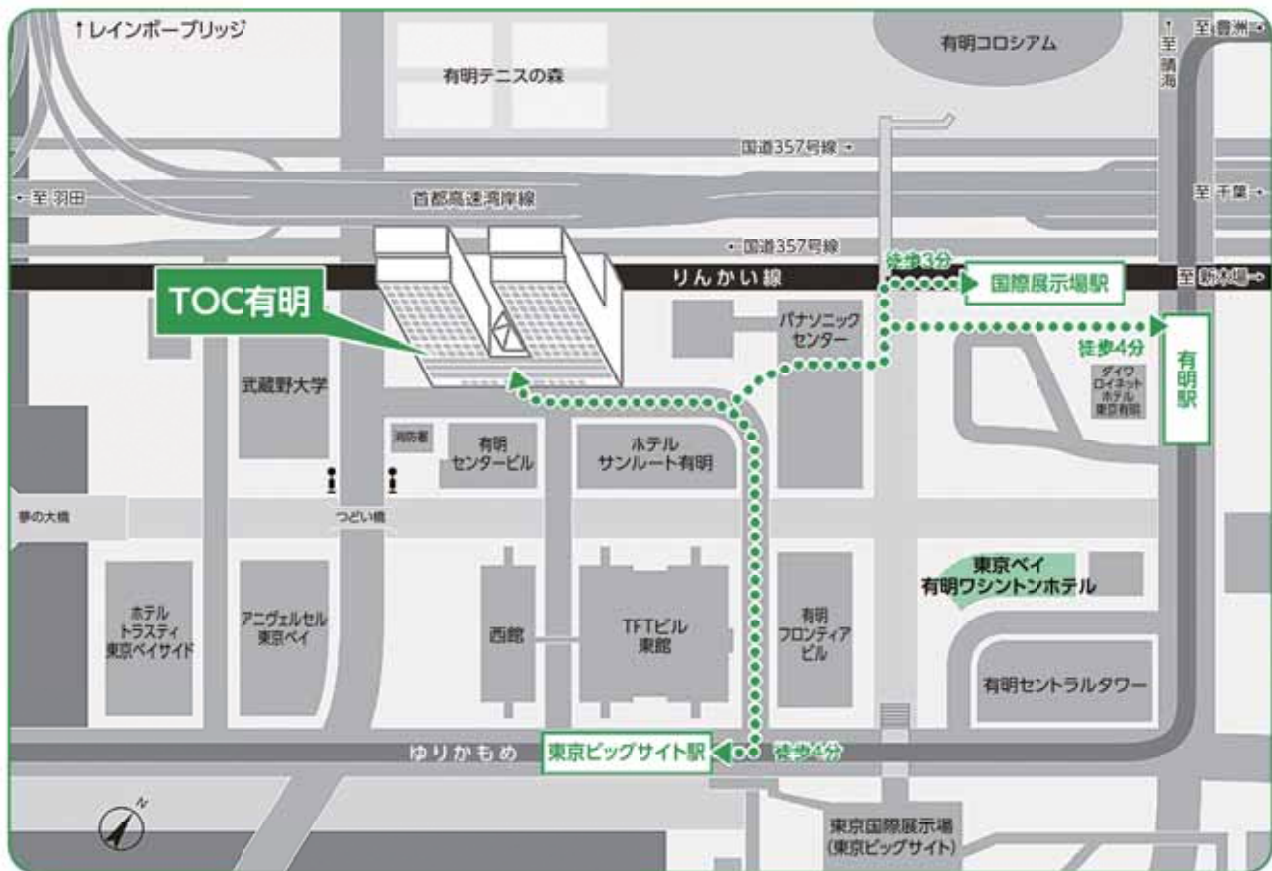 ↑レインボーブリッジ
有明テニスの森
有明コロシアム
↑至 晴海
至 豊洲→
国道357号線→
←至 羽田
首都高速湾岸線
至 千葉→
←国道357号線
りんかい線
徒歩3分
国際展示場駅
至 新木場→
TOC有明
パナソニック
センター
徒歩4分
有明駅
ダイワ
ロイネット
ホテル
東京有明
武蔵野大学
消防署
有明
センタービル
ホテル
サンルート有明
夢の大橋
つどい橋
東京ベイ
有明ワシントンホテル
ホテル
トラスティ
東京ベイサイド
アニヴェルセル
東京ベイ
西館
TFTビル
東館
有明
フロンティア
ビル
有明セントラルタワー
ゆりかもめ
東京ビッグサイト駅
徒歩4分
N
東京国際展示場
(東京ビッグサイト)